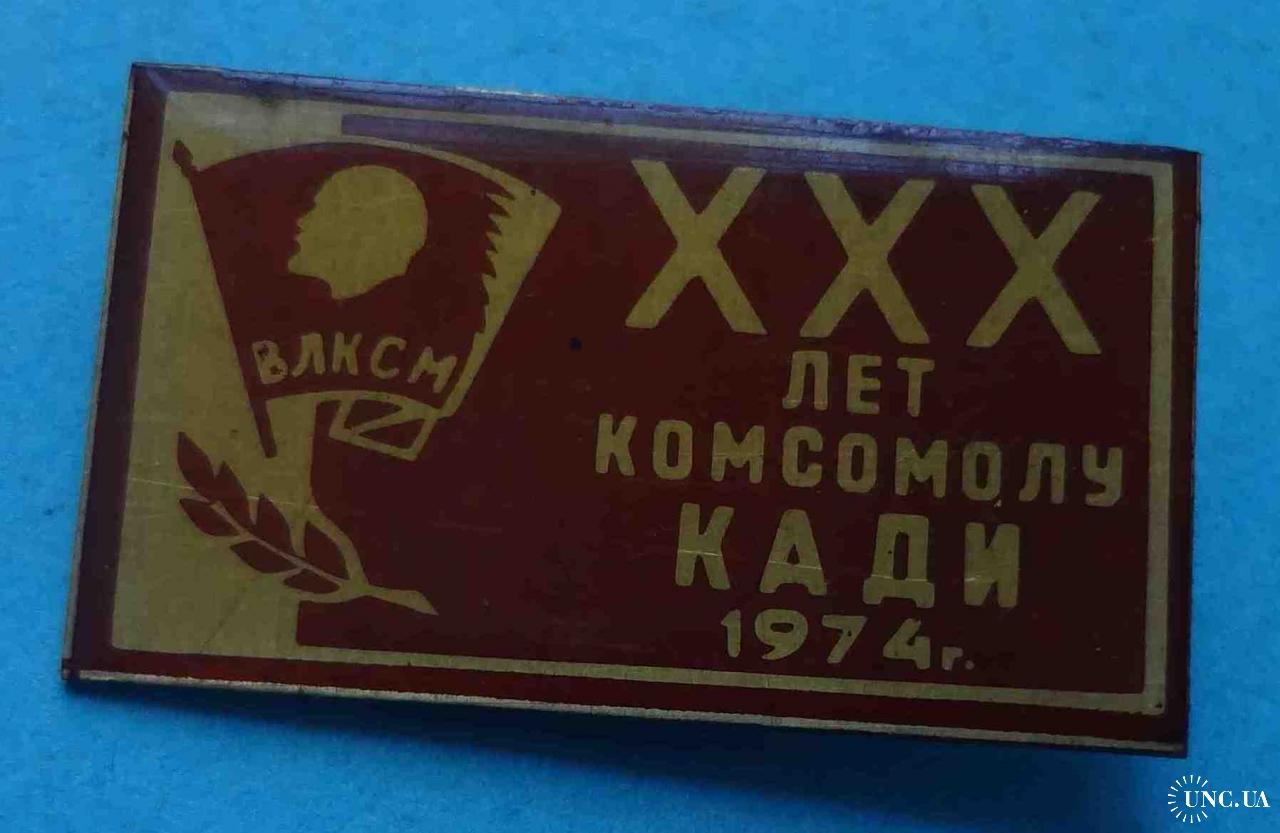 ВЛКСМ
XXX
ЛЕТ
КОМСОМОЛУ
КАДИ
1974г.
UNC.UA